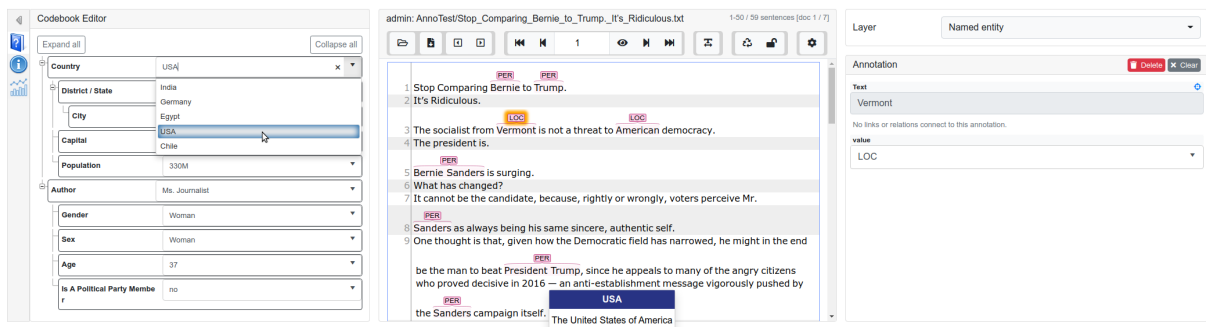 Codebook Editor
Expand all
Collapse all
Country
USA
x
India
Germany
Egypt
USA
Chile
District / State
City
Capital
Population
330M
Author
Ms. Journalist
Gender
Woman
Sex
Woman
Age
37
Is A Political Party Membe
r
no
admin: AnnoTest/Stop_Comparing_Bernie_to_Trump._It's_Ridiculous.txt
1-50 / 59 sentences [doc 1 / 7]
1
PER PER
1 Stop Comparing Bernie to Trump.
2 It's Ridiculous.
LOC LOC
3 The socialist from Vermont is not a threat to American democracy.
4 The president is.
PER
5 Bernie Sanders is surging.
6 What has changed?
7 It cannot be the candidate, because, rightly or wrongly, voters perceive Mr.
PER
8 Sanders as always being his same sincere, authentic self.
9 One thought is that, given how the Democratic field has narrowed, he might in the end
PER
be the man to beat President Trump, since he appeals to many of the angry citizens
who proved decisive in 2016 — an anti-establishment message vigorously pushed by
PER
the Sanders campaign itself.
USA
The United States of America
Layer
Named entity
Annotation
Delete
Clear
Text
Vermont
No links or relations connect to this annotation.
value
LOC